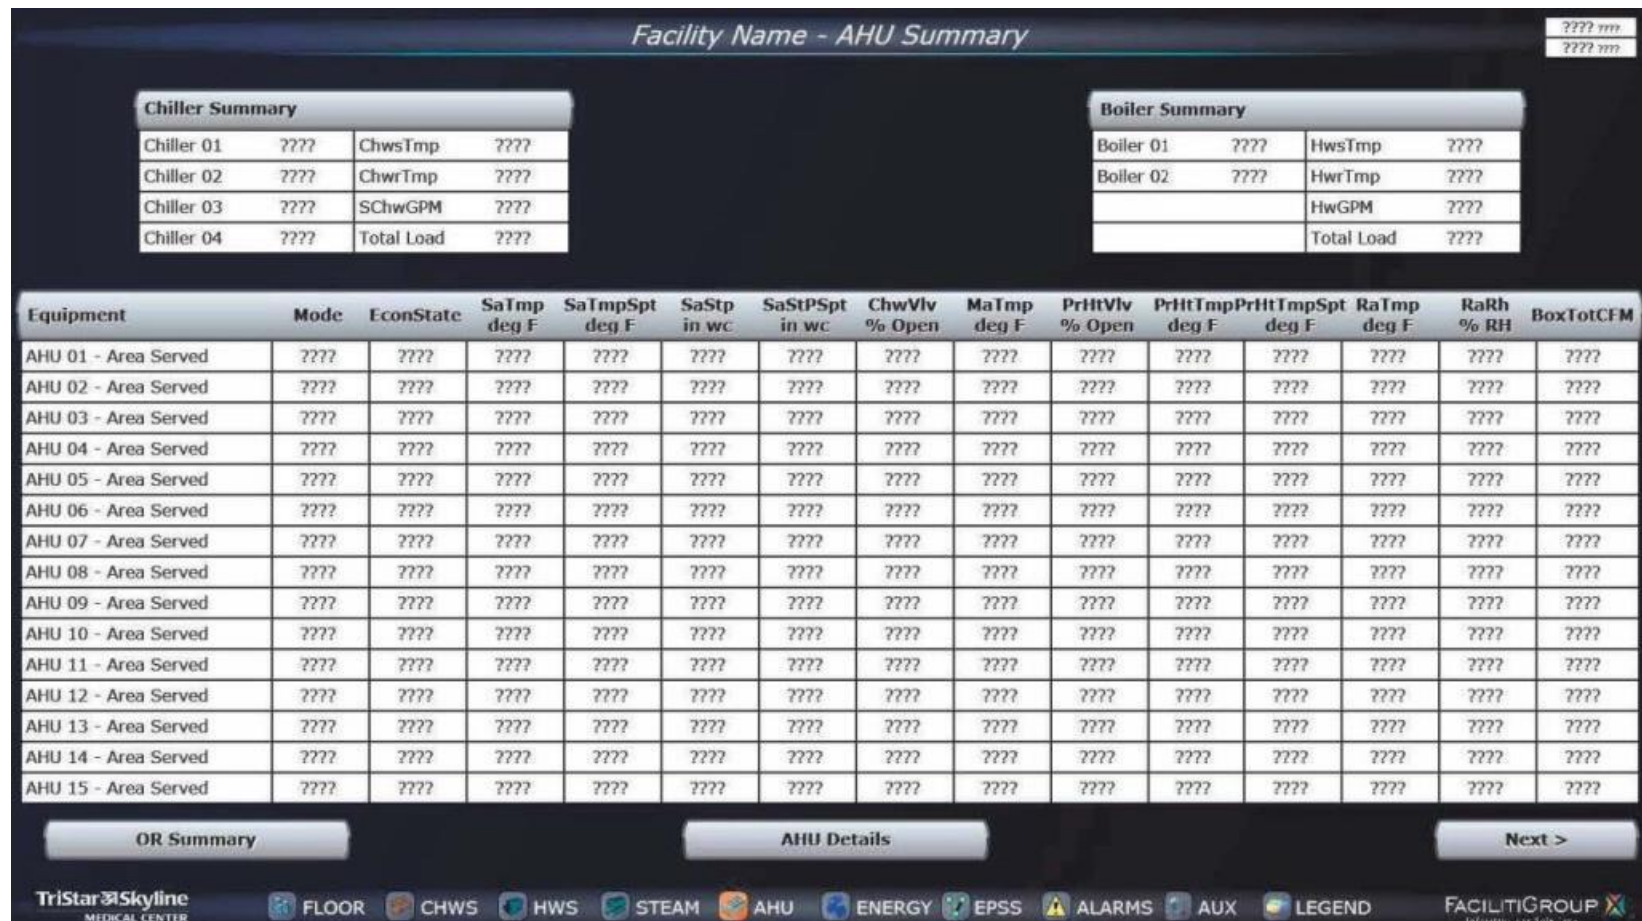 Facility Name - AHU Summary
???? ????
???? ????
Chiller Summary
Chiller 01 ???? ChwsTmp ????
Chiller 02 ???? ChwrTmp ????
Chiller 03 ???? SChwGPM ????
Chiller 04 ???? Total Load ????
Boiler Summary
Boiler 01 ???? HwsTmp ????
Boiler 02 ???? HwrTmp ????
HwGPM ????
Total Load ????
Equipment Mode EconState SaTmp deg F SaTmpSpt deg F SaStp in wc SaStPSpt in wc ChwVlv % Open MaTmp deg F PrHtVlv % Open PrHtTmp deg F PrHtTmpSpt deg F RaTmp deg F RaRh % RH BoxTotCFM
AHU 01 - Area Served ???? ???? ???? ???? ???? ???? ???? ???? ???? ???? ???? ???? ???? ????
AHU 02 - Area Served ???? ???? ???? ???? ???? ???? ???? ???? ???? ???? ???? ???? ???? ????
AHU 03 - Area Served ???? ???? ???? ???? ???? ???? ???? ???? ???? ???? ???? ???? ???? ????
AHU 04 - Area Served ???? ???? ???? ???? ???? ???? ???? ???? ???? ???? ???? ???? ???? ????
AHU 05 - Area Served ???? ???? ???? ???? ???? ???? ???? ???? ???? ???? ???? ???? ???? ????
AHU 06 - Area Served ???? ???? ???? ???? ???? ???? ???? ???? ???? ???? ???? ???? ???? ????
AHU 07 - Area Served ???? ???? ???? ???? ???? ???? ???? ???? ???? ???? ???? ???? ???? ????
AHU 08 - Area Served ???? ???? ???? ???? ???? ???? ???? ???? ???? ???? ???? ???? ???? ????
AHU 09 - Area Served ???? ???? ???? ???? ???? ???? ???? ???? ???? ???? ???? ???? ???? ????
AHU 10 - Area Served ???? ???? ???? ???? ???? ???? ???? ???? ???? ???? ???? ???? ???? ????
AHU 11 - Area Served ???? ???? ???? ???? ???? ???? ???? ???? ???? ???? ???? ???? ???? ????
AHU 12 - Area Served ???? ???? ???? ???? ???? ???? ???? ???? ???? ???? ???? ???? ???? ????
AHU 13 - Area Served ???? ???? ???? ???? ???? ???? ???? ???? ???? ???? ???? ???? ???? ????
AHU 14 - Area Served ???? ???? ???? ???? ???? ???? ???? ???? ???? ???? ???? ???? ???? ????
AHU 15 - Area Served ???? ???? ???? ???? ???? ???? ???? ???? ???? ???? ???? ???? ???? ????
OR Summary AHU Details Next >
TriStar Skyline
MEDICAL CENTER
FLOOR CHWS HWS STEAM AHU ENERGY EPSS ALARMS AUX LEGEND
FACILITIGROUP